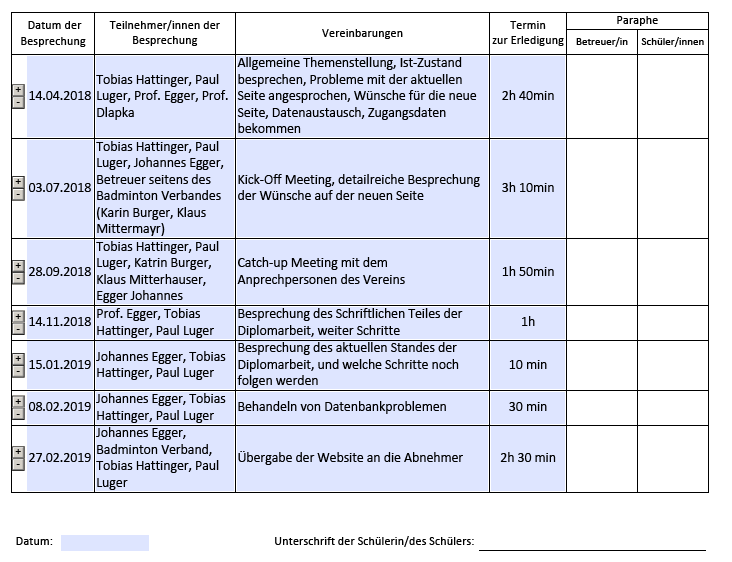 Datum der
Besprechung
Teilnehmer/innen der
Besprechung
Vereinbarungen
Termin
zur Erledigung
Paraphe
Betreuer/in
Schüler/innen
+
-
14.04.2018
Tobias Hattinger, Paul
Luger, Prof. Egger, Prof.
Dlapka
Allgemeine Themenstellung, Ist-Zustand
besprechen, Probleme mit der aktuellen
Seite angesprochen, Wünsche für die neue
Seite, Datenaustausch, Zugangsdaten
bekommen
2h 40min
+
-
03.07.2018
Tobias Hattinger, Paul
Luger, Johannes Egger,
Betreuer seitens des
Badminton Verbandes
(Karin Burger, Klaus
Mittermayr)
Kick-Off Meeting, detailreiche Besprechung
der Wünsche auf der neuen Seite
3h 10min
+
-
28.09.2018
Tobias Hattinger, Paul
Luger, Katrin Burger,
Klaus Mitterhauser,
Egger Johannes
Catch-up Meeting mit dem
Anprechpersonen des Vereins
1h 50min
+
-
14.11.2018
Prof. Egger, Tobias
Hattinger, Paul Luger
Besprechung des Schriftlichen Teiles der
Diplomarbeit, weiter Schritte
1h
+
-
15.01.2019
Johannes Egger, Tobias
Hattinger, Paul Luger
Besprechung des aktuellen Standes der
Diplomarbeit, und welche Schritte noch
folgen werden
10 min
+
-
08.02.2019
Johannes Egger, Tobias
Hattinger, Paul Luger
Behandeln von Datenbankproblemen
30 min
+
-
27.02.2019
Johannes Egger,
Badminton Verband,
Tobias Hattinger, Paul
Luger
Übergabe der Website an die Abnehmer
2h 30 min
Datum:
Unterschrift der Schülerin/des Schülers: